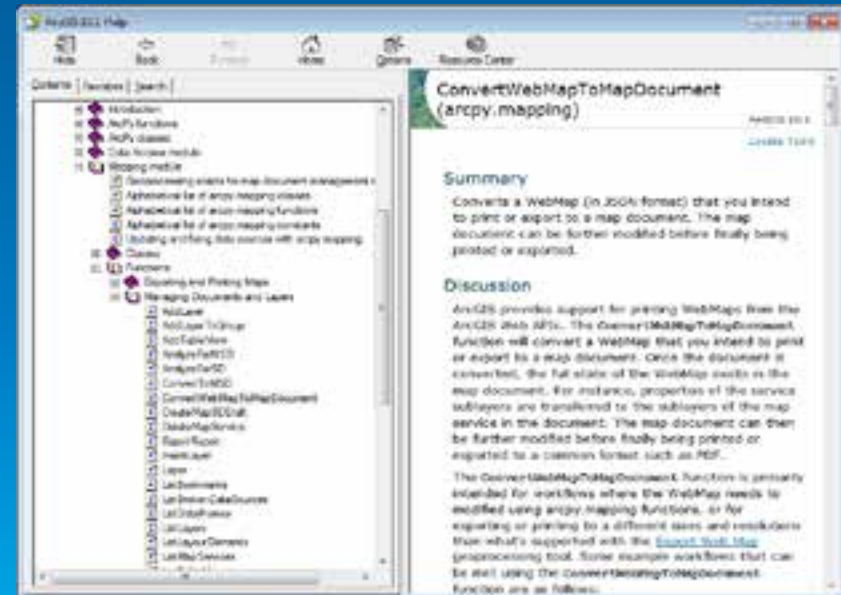 ArcGIS 10.1 Help
Hide Back Forward Home Options Resource Center
Contents Favorites Search
Introduction
ArcPy functions
ArcPy classes
Data Access module
Mapping module
Geoprocessing scripts for map document management
Alphabetical list of arcpy.mapping classes
Alphabetical list of arcpy.mapping functions
Alphabetical list of arcpy.mapping constants
Updating and fixing data sources with arcpy.mapping
Classes
Functions
Exporting and Printing Maps
Managing Documents and Layers
AddLayer
AddLayerToGroup
AddTableView
AnalyzeForMSD
AnalyzeForSD
ConvertToMSD
ConvertWebMapToMapDocument
CreateMapSDDraft
DeleteMapService
ExportReport
InsertLayer
Layer
ListBookmarks
ListBrokenDataSources
ListDataFrames
ListLayers
ListLayoutElements
ListMapServices
ConvertWebMapToMapDocument
(arcpy.mapping)
ArcGIS 10.1
Locate Topic
Summary
Converts a WebMap (in JSON format) that you intend
to print or export to a map document. The map
document can be further modified before finally being
printed or exported.
Discussion
ArcGIS provides support for printing WebMaps from the
ArcGIS Web APIs. The ConvertWebMapToMapDocument
function will convert a WebMap that you intend to print
or export to a map document. Once the document is
converted, the full state of the WebMap exists in the
map document. For instance, properties of the service
sublayers are transferred to the sublayers of the map
service in the document. The map document can then
be further modified before finally being printed or
exported to a common format such as PDF.
The ConvertWebMapToMapDocument function is primarily
intended for workflows where the WebMap needs to
modified using arcpy.mapping functions, or for
exporting or printing to a different sizes and resolutions
than what's supported with the Export Web Map
geoprocessing tool. Some example workflows that can
be met using the ConvertWebMapToMapDocument
function are as follows: